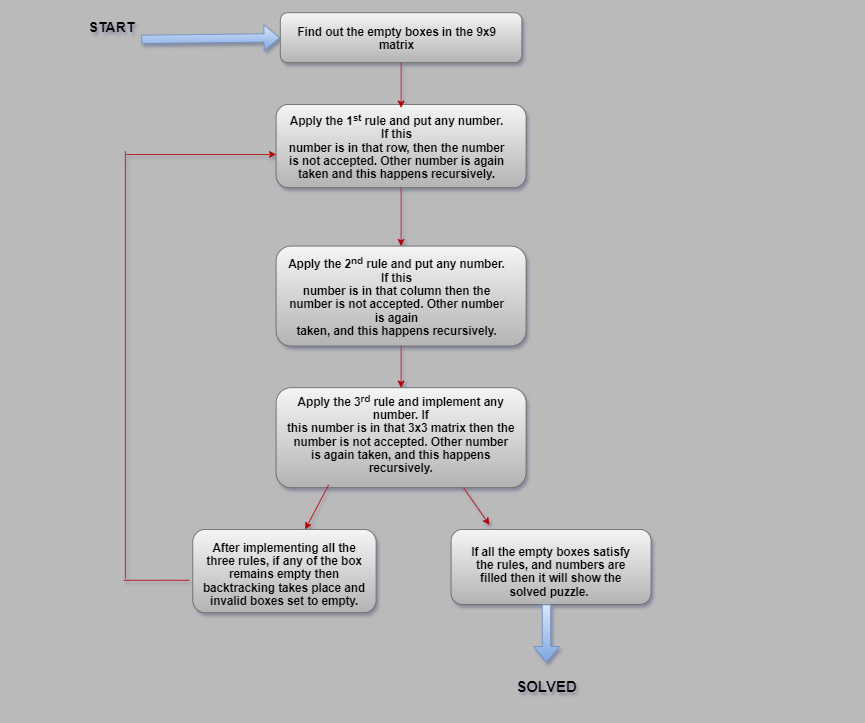 START
Find out the empty boxes in the 9x9
matrix
Apply the 1st rule and put any number.
If this
number is in that row, then the number
is not accepted. Other number is again
taken and this happens recursively.
Apply the 2nd rule and put any number.
If this
number is in that column then the
number is not accepted. Other number
is again
taken, and this happens recursively.
Apply the 3rd rule and implement any
number. If
this number is in that 3x3 matrix then the
number is not accepted. Other number
is again taken, and this happens
recursively.
After implementing all the
three rules, if any of the box
remains empty then
backtracking takes place and
invalid boxes set to empty.
If all the empty boxes satisfy
the rules, and numbers are
filled then it will show the
solved puzzle.
SOLVED